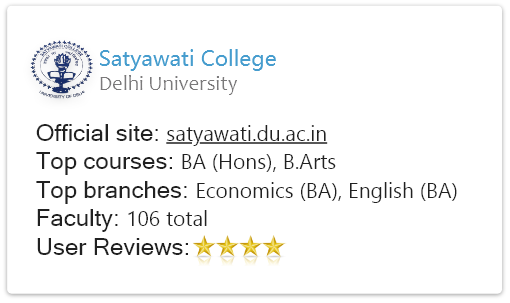 Satyawati College
Delhi University
Official site: satyawati.du.ac.in
Top courses: BA (Hons), B.Arts
Top branches: Economics (BA), English (BA)
Faculty: 106 total
User Reviews: